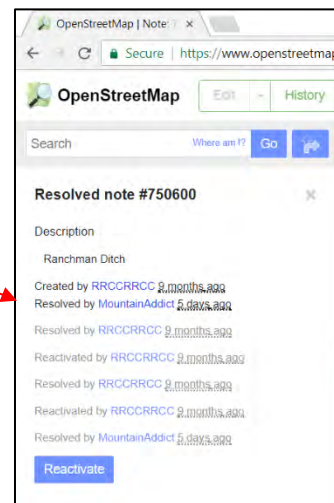 OpenStreetMap | Note: 7
Secure https://www.openstreetmap
OpenStreetMap Edit History
Search Where am I? Go
Resolved note #750600
Description
Ranchman Ditch
Created by RRCCRRCC 9 months ago
Resolved by MountainAddict 5 days ago
Resolved by RRCCRRCC 9 months ago
Reactivated by RRCCRRCC 9 months ago
Resolved by RRCCRRCC 9 months ago
Reactivated by RRCCRRCC 9 months ago
Resolved by MountainAddict 5 days ago
Reactivate